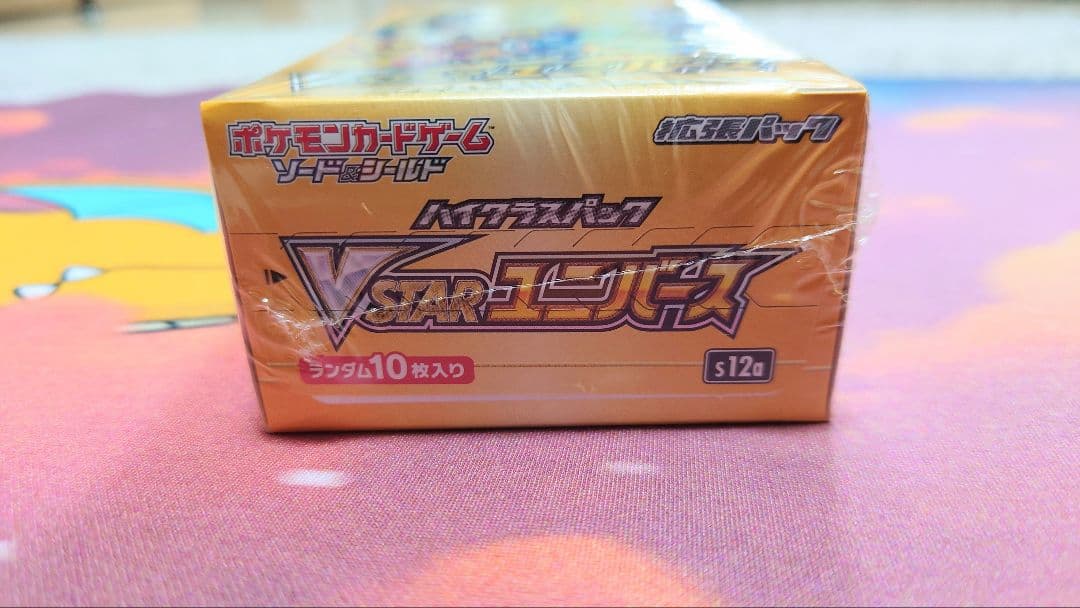 ポケモンカードゲーム™
ソード&シールド
拡張パック
ハイクラスパック
VSTARユニバース
ランダム10枚入り
s12a